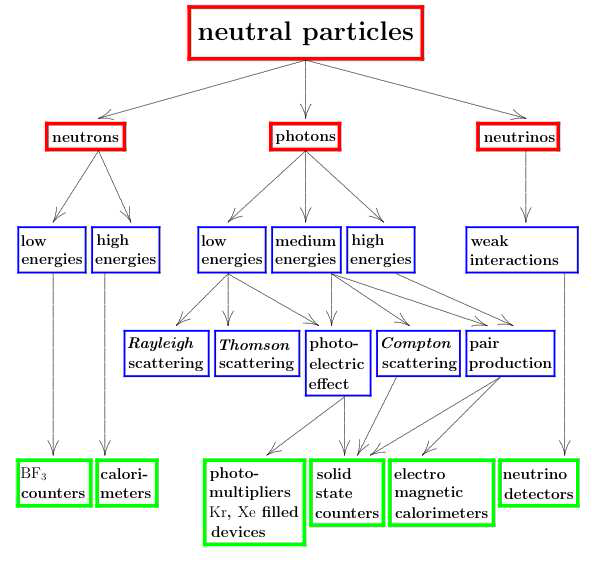 neutral particles
neutrons
photons
neutrinos
low
energies
high
energies
low
energies
medium
energies
high
energies
weak
interactions
Rayleigh
scattering
Thomson
scattering
photo-
electric
effect
Compton
scattering
pair
production
BF₃
counters
calori-
meters
photo-
multipliers
Kr, Xe filled
devices
solid
state
counters
electro
magnetic
calorimeters
neutrino
detectors